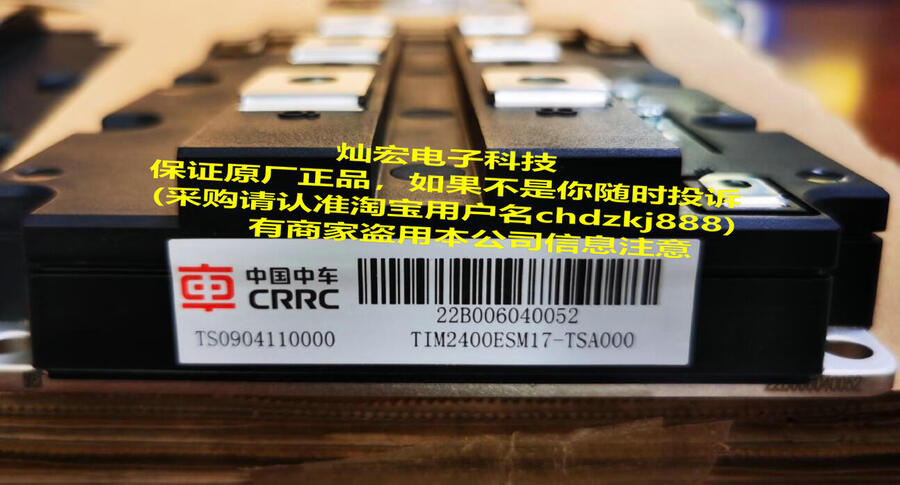 灿宏电子科技
保证原厂正品，如果不是你随时投诉
(采购请认准淘宝用户名chdzkj888)
有商家盗用本公司信息注意
中国中车
CRRC
22B006040052
TS0904110000
TIM2400ESM17-TSA000
22B006040052